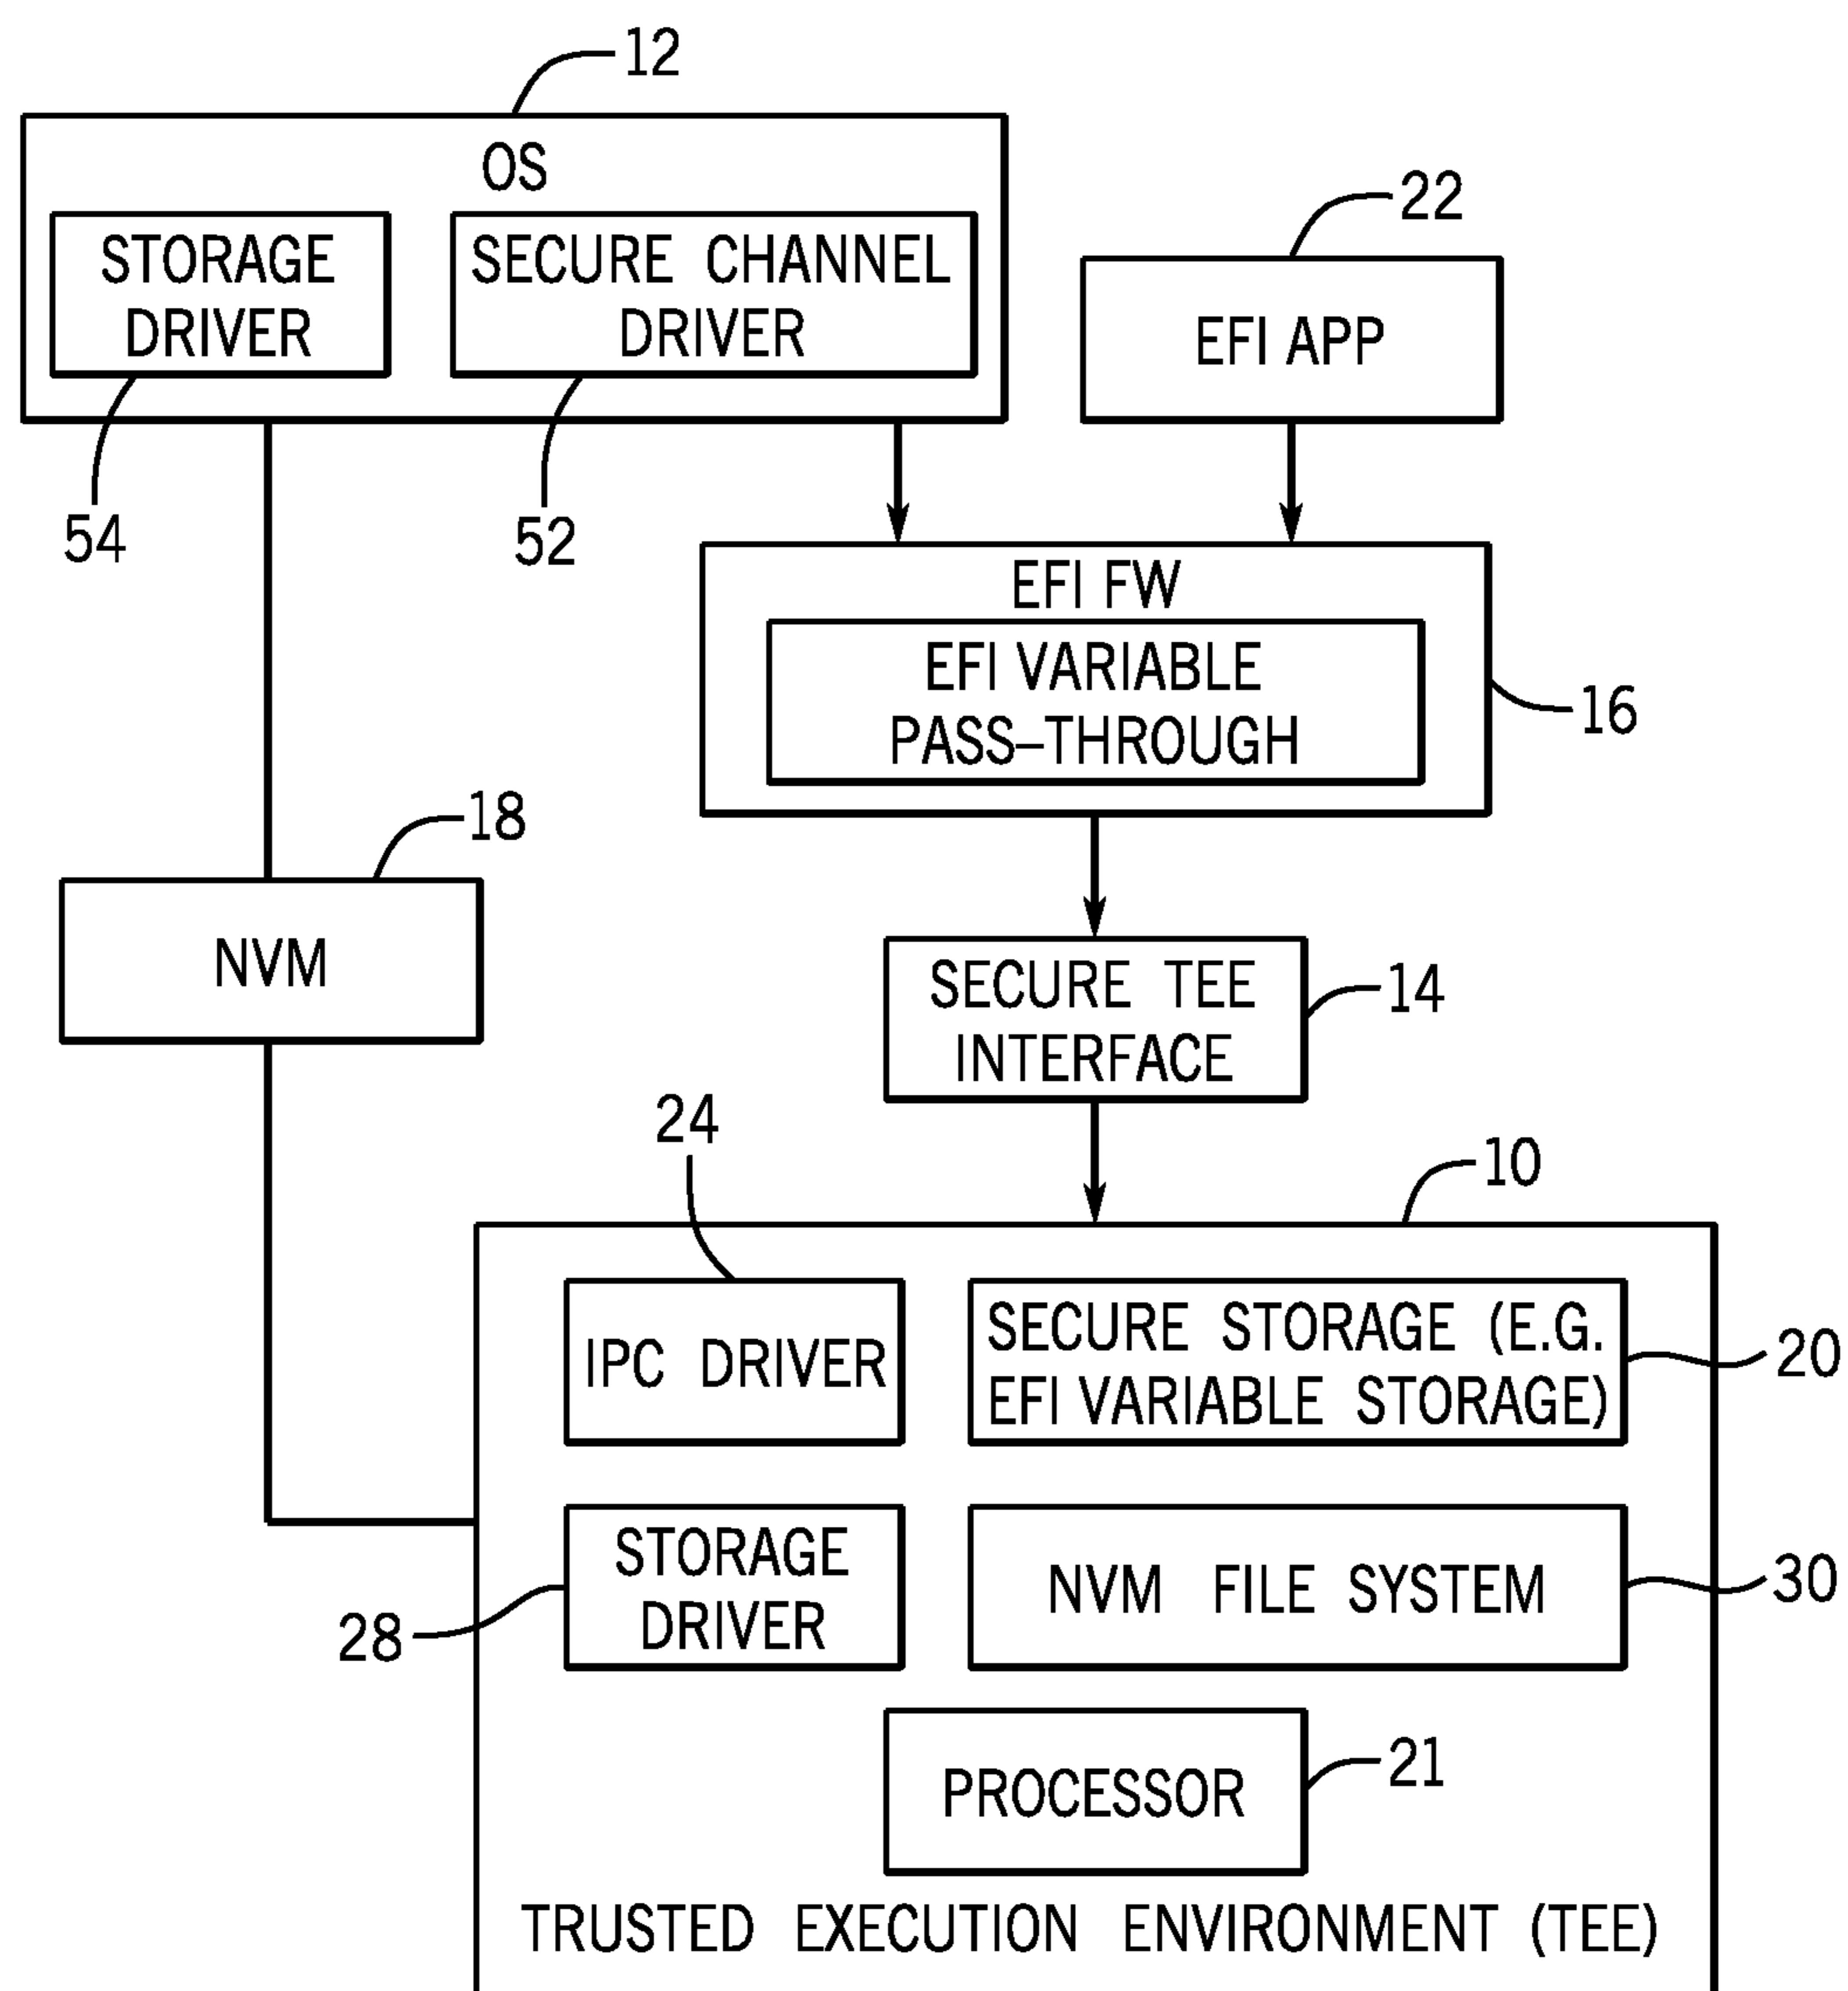 12
OS
22
STORAGE
DRIVER
SECURE CHANNEL
DRIVER
EFI APP
54
52
EFI FW
EFI VARIABLE
PASS–THROUGH
16
18
NVM
SECURE TEE
INTERFACE
14
24
10
IPC DRIVER
SECURE STORAGE (E.G.
EFI VARIABLE STORAGE)
20
STORAGE
DRIVER
28
NVM FILE SYSTEM
30
PROCESSOR
21
TRUSTED EXECUTION ENVIRONMENT (TEE)